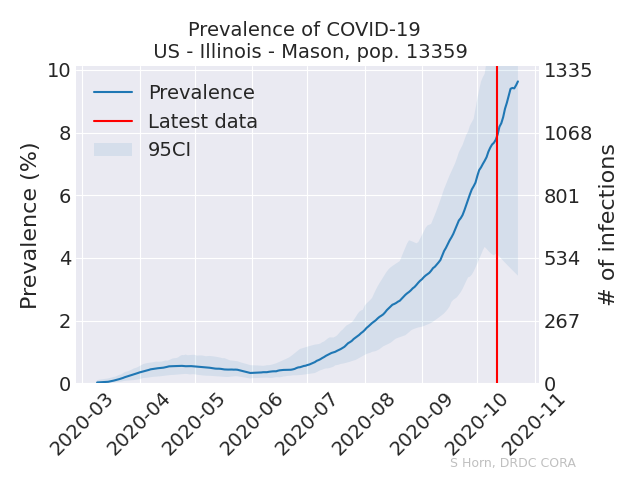 Prevalence of COVID-19
US - Illinois - Mason, pop. 13359
Prevalence
Latest data
95CI
Prevalence (%)
10
8
6
4
2
0
1335
1068
801
534
267
0
# of infections
2020-03
2020-04
2020-05
2020-06
2020-07
2020-08
2020-09
2020-10
2020-11
S Horn, DRDC CORA